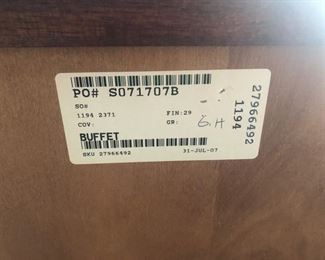 PO# S071707B
SO#
1194 2371 FIN:29
COV: GR: G.H
BUFFET
SKU 27966492 31-JUL-07
27966492
1194